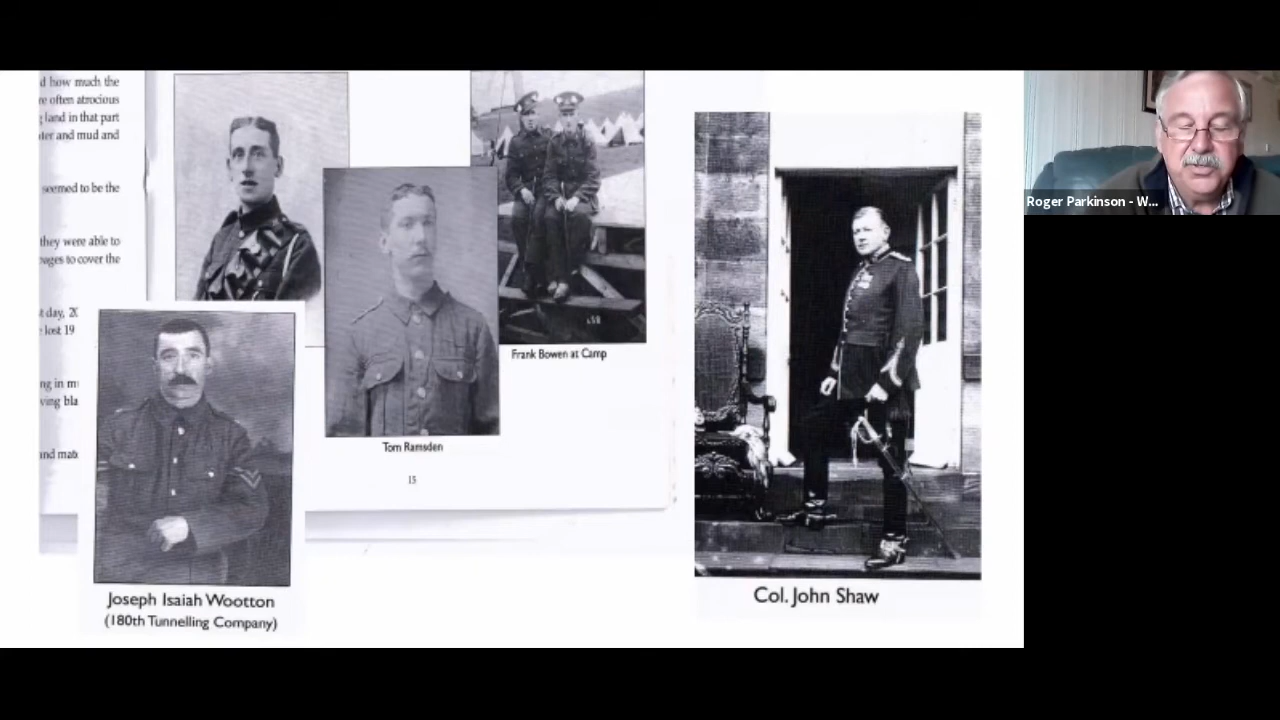 d how much the
re often atrocious
land in that part
ter and mud and
seemed to be the
they were able to
ages to cover the
t day, 20
lost 19
ng in m
ving bla
and mate
Frank Bowen at Camp
Tom Ramsden
15
Joseph Isaiah Wootton
(180th Tunnelling Company)
Col. John Shaw
Roger Parkinson - W...